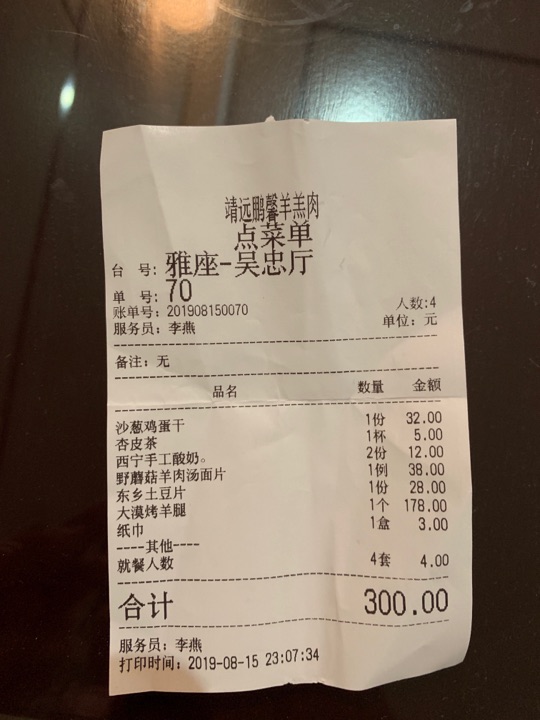 靖远鹏馨羊羔肉
点菜单
台 号: 雅座-吴忠厅
单 号: 70
账单号: 201908150070 人数:4
服务员: 李燕 单位: 元
备注: 无
品名 数量 金额
沙葱鸡蛋干 1份 32.00
杏皮茶 1杯 5.00
西宁手工酸奶。 2份 12.00
野蘑菇羊肉汤面片 1例 38.00
东乡土豆片 1份 28.00
大漠烤羊腿 1个 178.00
纸巾 1盒 3.00
----其他----
就餐人数 4套 4.00
合计 300.00
服务员: 李燕
打印时间: 2019-08-15 23:07:34